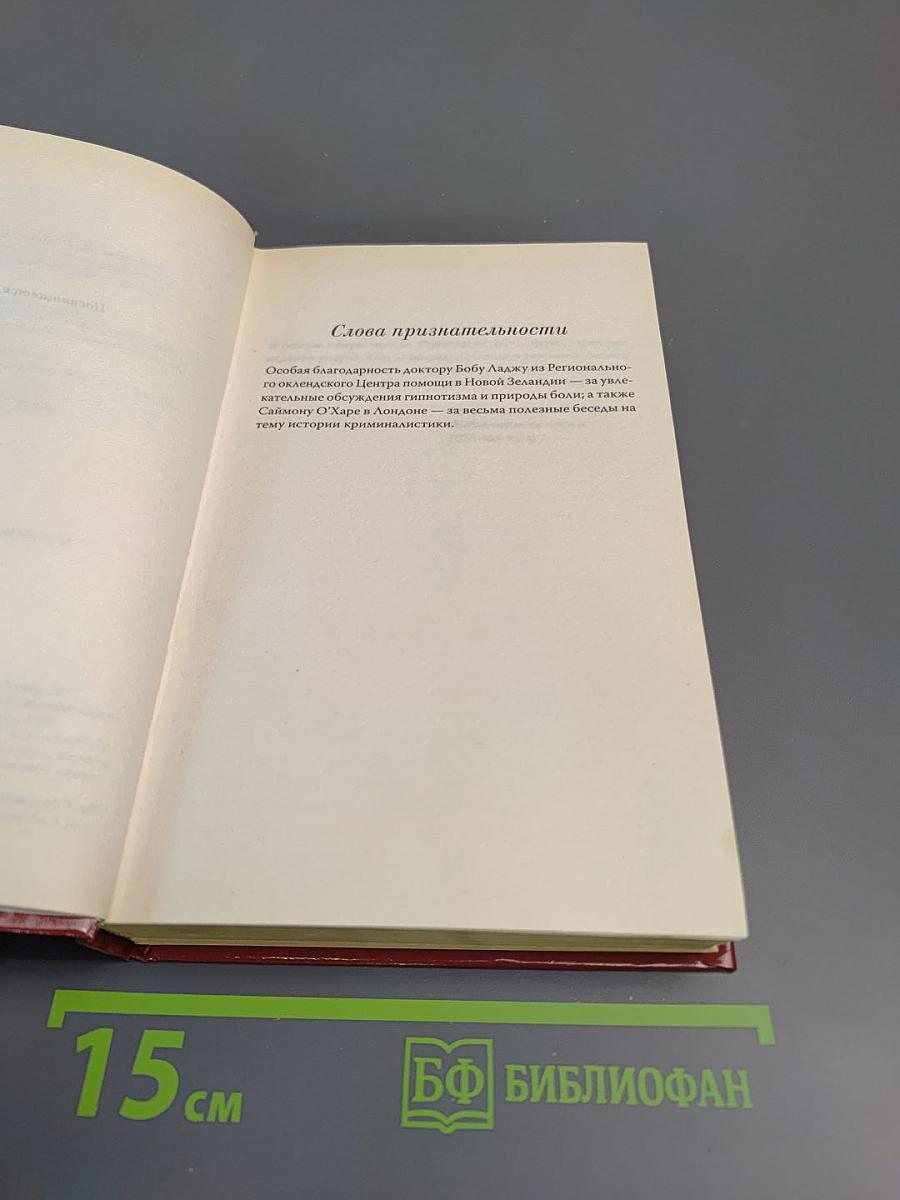 Слова признательности
Особая благодарность доктору Бобу Ладжу из Регионально-
го оклендского Центра помощи в Новой Зеландии — за увле-
кательные обсуждения гипнотизма и природы боли; а также
Саймону О'Харе в Лондоне — за весьма полезные беседы на
тему истории криминалистики.
15 см
БФ БИБЛИОФАН